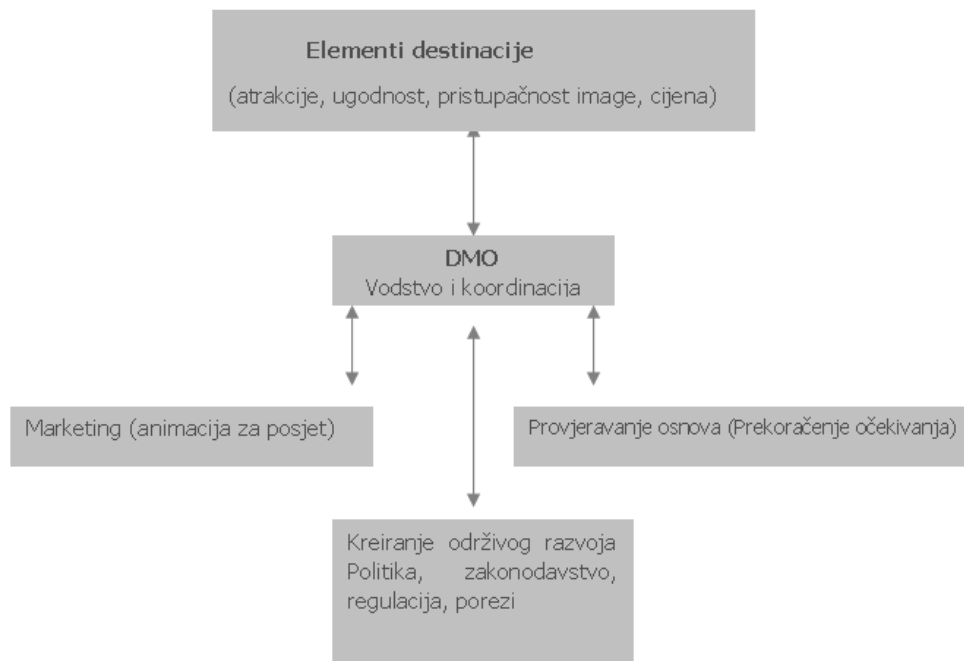 Elementi destinacije
(atrakcije, ugodnost, pristupačnost image, cijena)
DMO
Vodstvo i koordinacija
Marketing (animacija za posjet)
Provjeravanje osnova (Prekoračenje očekivanja)
Kreiranje održivog razvoja
Politika, zakonodavstvo,
regulacija, porezi